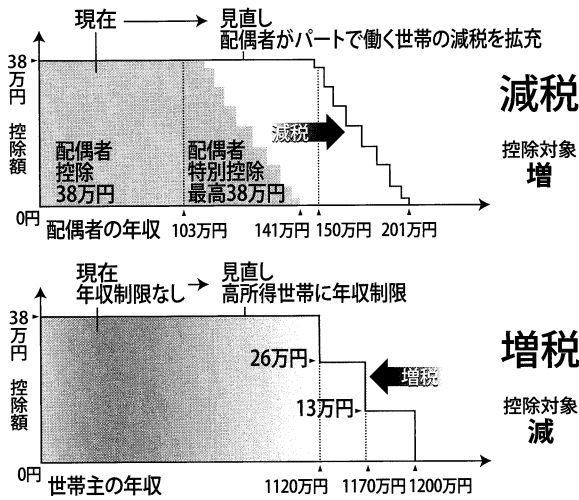 現在
見直し
配偶者がパートで働く世帯の減税を拡充
38万円
控除額
0円
配偶者
控除
38万円
配偶者
特別控除
最高38万円
減税
配偶者の年収
103万円
141万円
150万円
201万円
減税
控除対象
増
現在
年収制限なし
見直し
高所得世帯に年収制限
38万円
控除額
0円
26万円
13万円
増税
世帯主の年収
1120万円
1170万円
1200万円
増税
控除対象
減